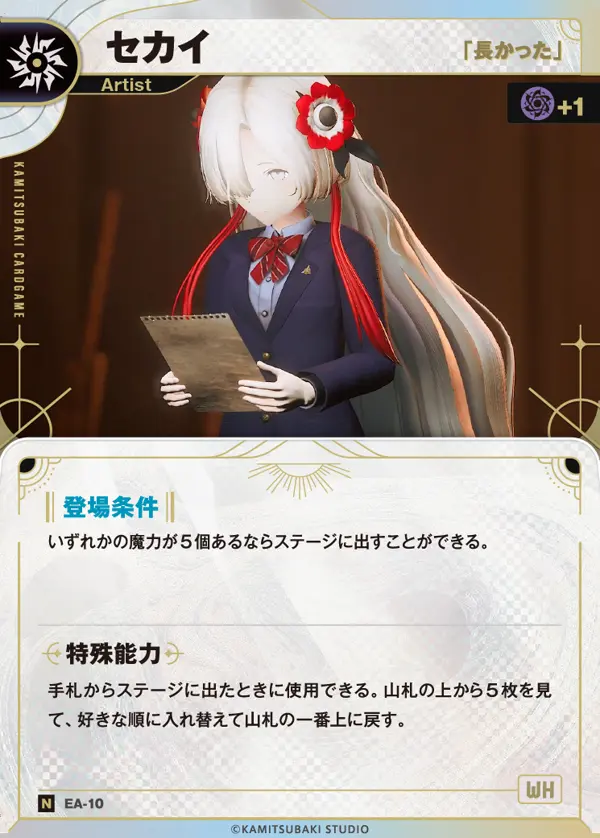 セカイ
「長かった」
Artist
+1
KAMITSUBAKI CARDGAME
登場条件
いずれかの魔力が5個あるならステージに出すことができる。
特殊能力
手札からステージに出たときに使用できる。山札の上から5枚を見
て、好きな順に入れ替えて山札の一番上に戻す。
WH
N EA-10
©KAMITSUBAKI STUDIO